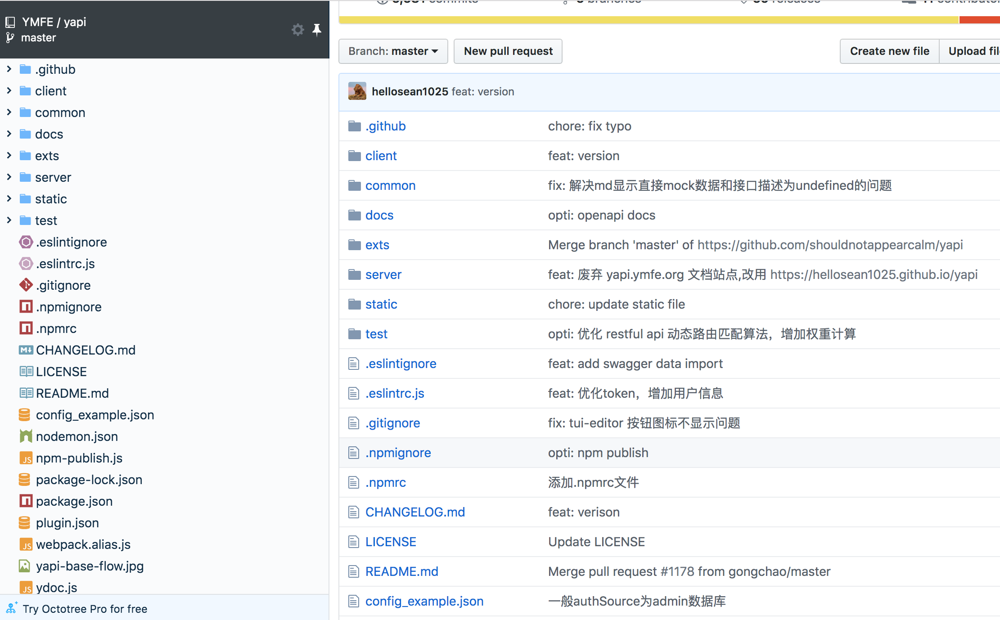 YMFE / yapi
master
.github
client
common
docs
exts
server
static
test
.eslintignore
.eslintrc.js
.gitignore
.npmignore
.npmrc
CHANGELOG.md
LICENSE
README.md
config_example.json
nodemon.json
npm-publish.js
package-lock.json
package.json
plugin.json
webpack.alias.js
yapi-base-flow.jpg
ydoc.js
Try Octotree Pro for free
commits
branches
releases
Branch: master
New pull request
Create new file
Upload
hellosean1025 feat: version
.github chore: fix typo
client feat: version
common fix: 解决md显示直接mock数据和接口描述为undefined的问题
docs opti: openapi docs
exts Merge branch 'master' of https://github.com/shouldnotappearcalm/yapi
server feat: 废弃 yapi.ymfe.org 文档站点,改用 https://hellosean1025.github.io/yapi
static chore: update static file
test opti: 优化 restful api 动态路由匹配算法，增加权重计算
.eslintignore feat: add swagger data import
.eslintrc.js feat: 优化token，增加用户信息
.gitignore fix: tui-editor 按钮图标不显示问题
.npmignore opti: npm publish
.npmrc 添加.npmrc文件
CHANGELOG.md feat: verison
LICENSE Update LICENSE
README.md Merge pull request #1178 from gongchao/master
config_example.json 一般authSource为admin数据库